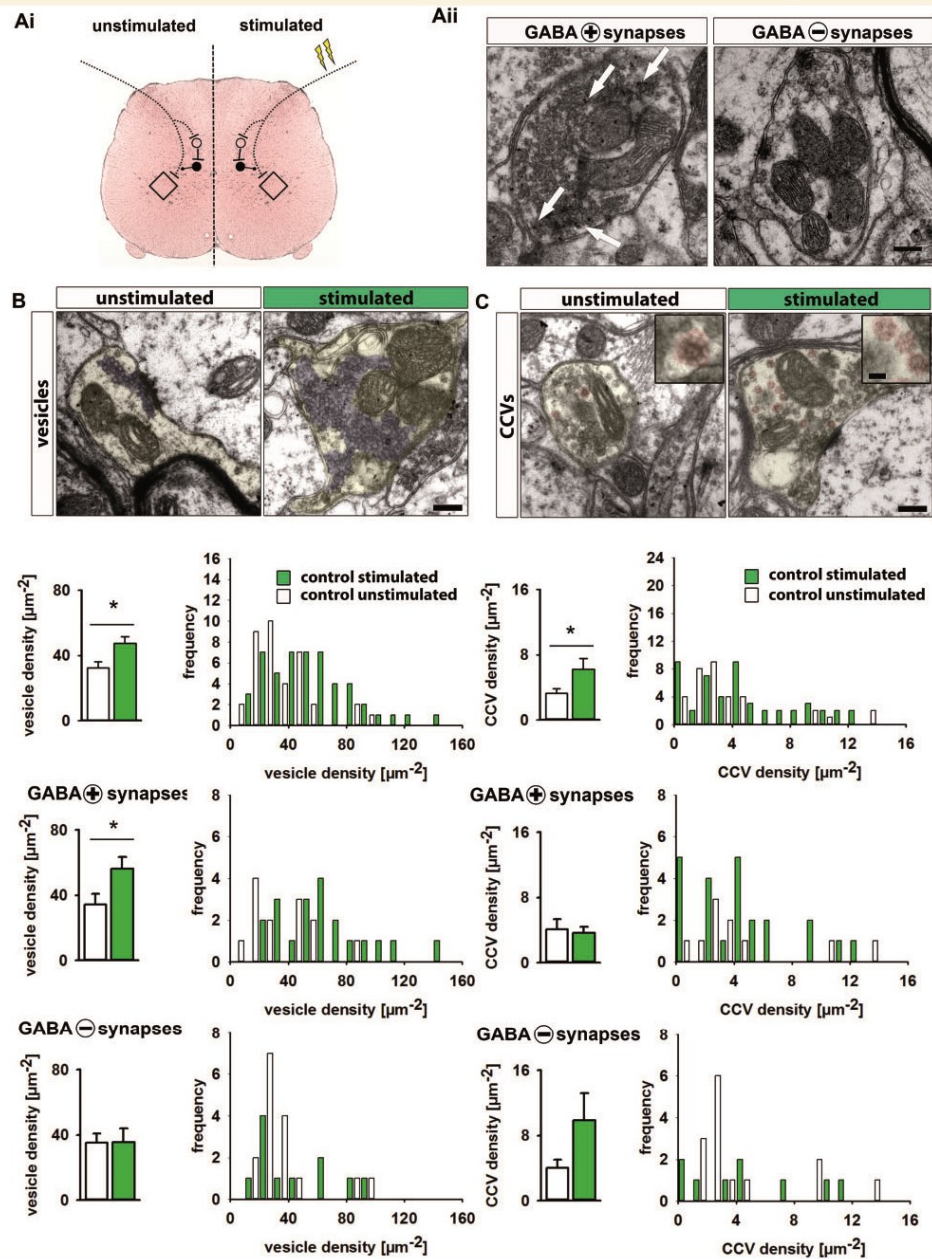 Ai
unstimulated
stimulated
Aii
GABA ⊕ synapses
GABA ⊖ synapses
B
unstimulated
stimulated
vesicles
C
unstimulated
stimulated
CCVs
vesicle density [µm⁻²]
80
40
0
*
frequency
16
14
12
10
8
6
4
2
0
control stimulated
control unstimulated
0 40 80 120 160
vesicle density [µm⁻²]
CCV density [µm⁻²]
16
12
8
4
0
*
frequency
24
20
16
12
8
4
0
control stimulated
control unstimulated
0 4 8 12 16
CCV density [µm⁻²]
GABA ⊕ synapses
vesicle density [µm⁻²]
80
40
0
*
frequency
8
6
4
2
0
0 40 80 120 160
vesicle density [µm⁻²]
GABA ⊕ synapses
CCV density [µm⁻²]
16
12
8
4
0
frequency
8
6
4
2
0
0 4 8 12 16
CCV density [µm⁻²]
GABA ⊖ synapses
vesicle density [µm⁻²]
80
40
0
frequency
8
6
4
2
0
0 40 80 120 160
vesicle density [µm⁻²]
GABA ⊖ synapses
CCV density [µm⁻²]
16
12
8
4
0
frequency
8
6
4
2
0
0 4 8 12 16
CCV density [µm⁻²]